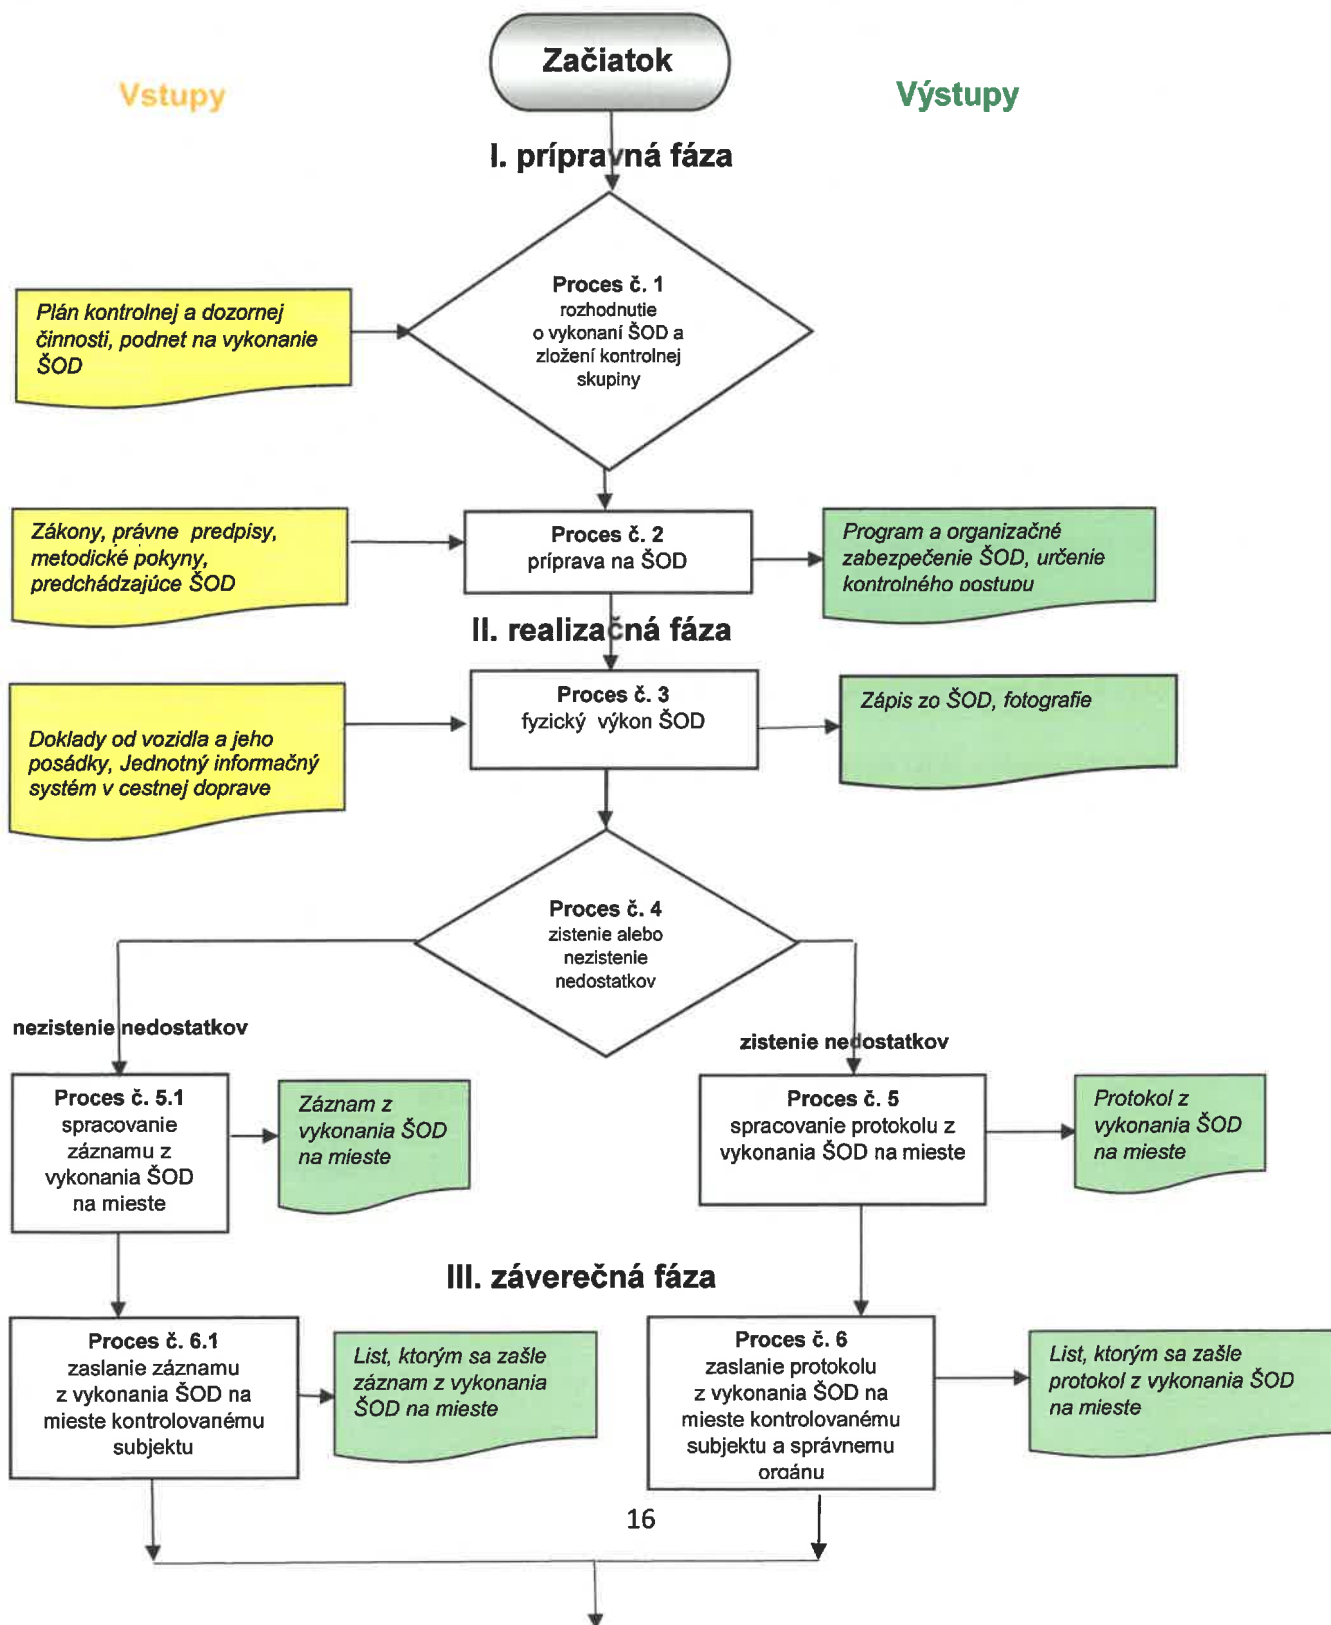 Začiatok
Vstupy
Výstupy
I. prípravná fáza
Proces č. 1
rozhodnutie
o vykonaní ŠOD a
zložení kontrolnej
skupiny
Plán kontrolnej a dozornej
činnosti, podnet na vykonanie
ŠOD
Zákony, právne predpisy,
metodické pokyny,
predchádzajúce ŠOD
Proces č. 2
príprava na ŠOD
Program a organizačné
zabezpečenie ŠOD, určenie
kontrolného postupu
II. realizačná fáza
Proces č. 3
fyzický výkon ŠOD
Zápis zo ŠOD, fotografie
Doklady od vozidla a jeho
posádky, Jednotný informačný
systém v cestnej doprave
Proces č. 4
zistenie alebo
nezistenie
nedostatkov
nezistenie nedostatkov
zistenie nedostatkov
Proces č. 5.1
spracovanie
záznamu z
vykonania ŠOD
na mieste
Záznam z
vykonania ŠOD
na mieste
Proces č. 5
spracovanie protokolu z
vykonania ŠOD na mieste
Protokol z
vykonania ŠOD
na mieste
III. záverečná fáza
Proces č. 6.1
zaslanie záznamu
z vykonania ŠOD na
mieste kontrolovanému
subjektu
List, ktorým sa zašle
záznam z vykonania
ŠOD na mieste
Proces č. 6
zaslanie protokolu
z vykonania ŠOD na
mieste kontrolovanému
subjektu a správnemu
orgánu
List, ktorým sa zašle
protokol z vykonania ŠOD
na mieste
16